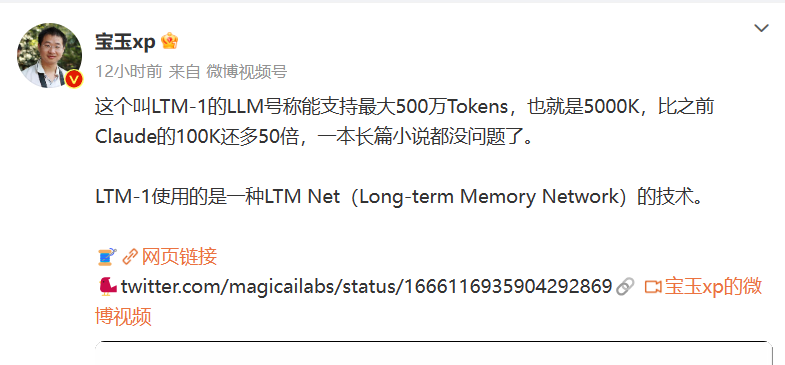 宝玉xp
12小时前 来自 微博视频号
这个叫LTM-1的LLM号称能支持最大500万Tokens，也就是5000K，比之前
Claude的100K还多50倍，一本长篇小说都没问题了。
LTM-1使用的是一种LTM Net（Long-term Memory Network）的技术。
网页链接
twitter.com/magicailabs/status/1666116935904292869 宝玉xp的微
博视频